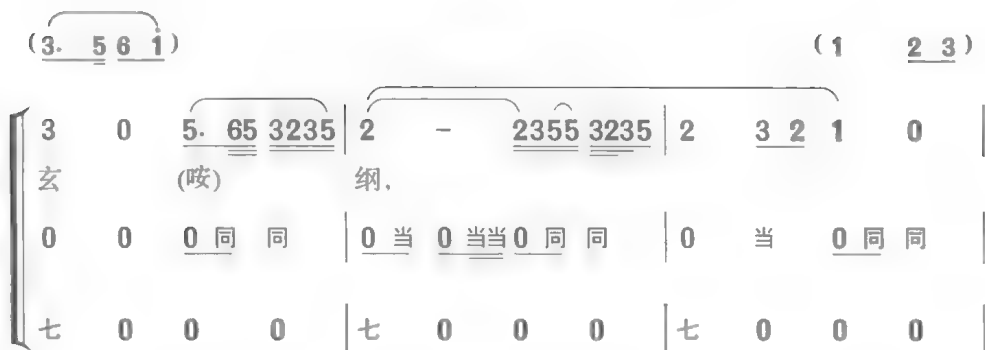 (3. 5 6 1̇) (1 2 3)
3 0 5. 65 3235 | 2 - 2355 3235 | 2 3 2 1 0 |
玄 (咹) 纲,
0 0 0 同 同 | 0 当 0 当当 0 同 同 | 0 当 0 同 同 |
七 0 0 0 | 七 0 0 0 | 七 0 0 0 |